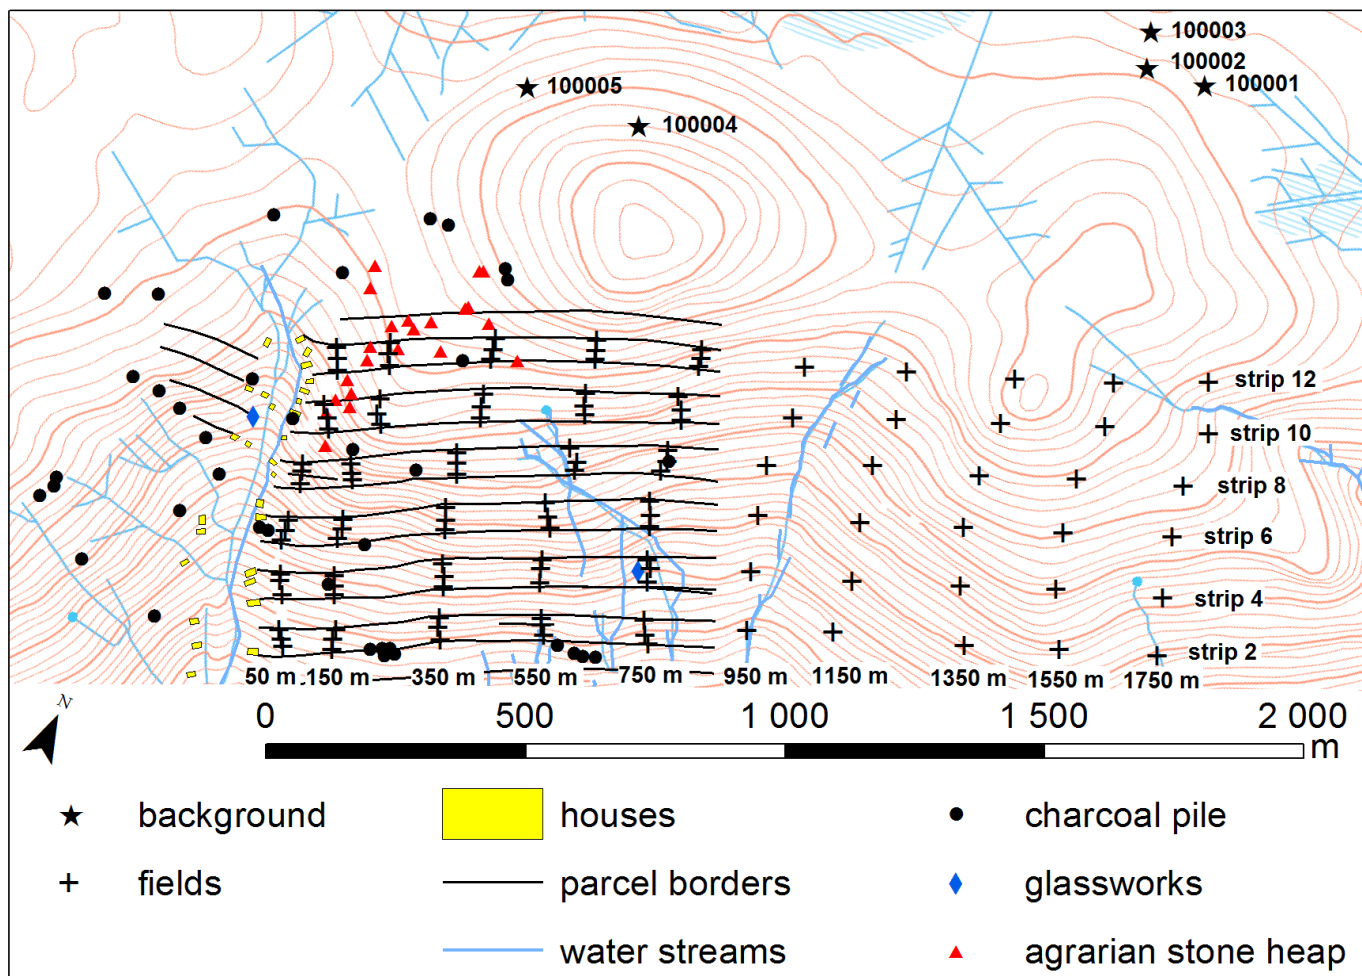 100003
100002
100001
100005
100004
strip 12
strip 10
strip 8
strip 6
strip 4
strip 2
50 m 150 m 350 m 550 m 750 m 950 m 1150 m 1350 m 1550 m 1750 m
N
0 500 1 000 1 500 2 000
m
background houses charcoal pile
fields parcel borders glassworks
water streams agrarian stone heap